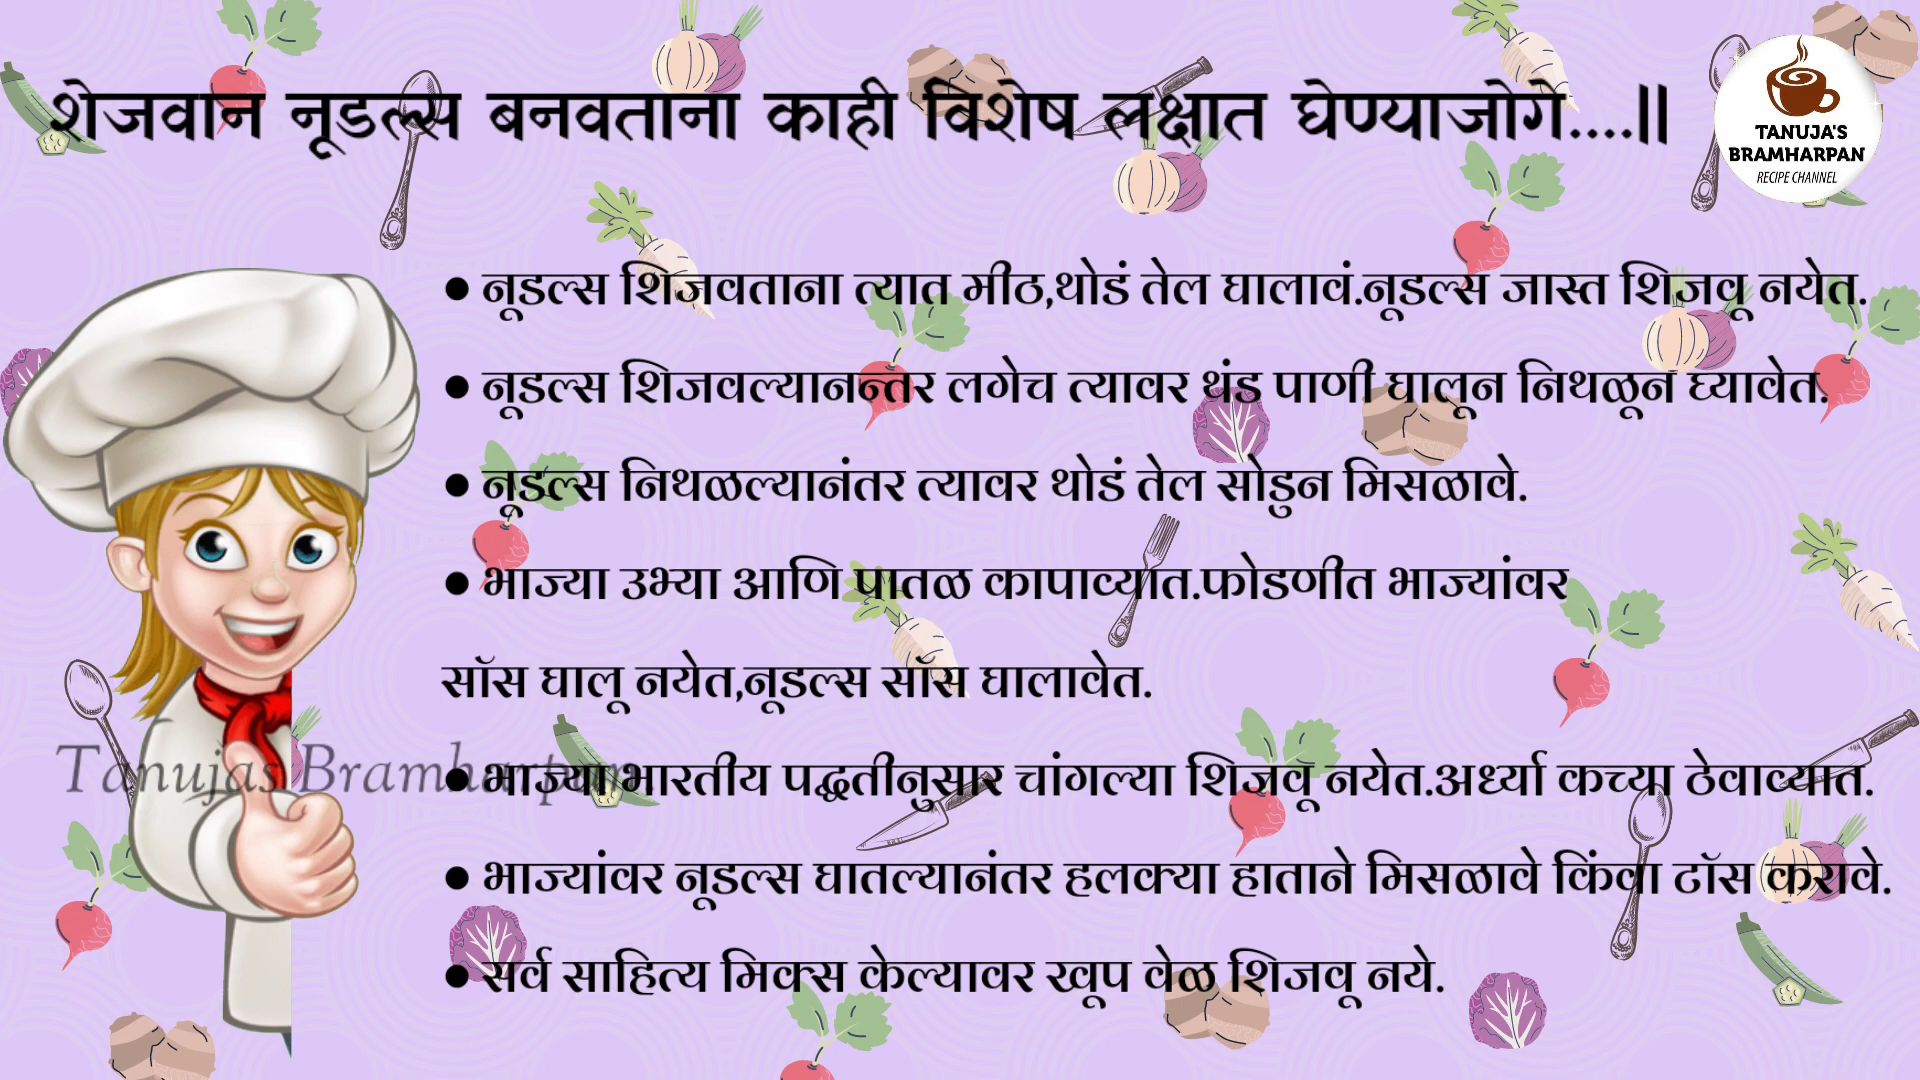 शेजवान नूडल्स बनवताना काही विशेष लक्षात घेण्याजोगे....||
TANUJA'S
BRAMHARPAN
RECIPE CHANNEL
● नूडल्स शिजवताना त्यात मीठ,थोडं तेल घालावं.नूडल्स जास्त शिजवू नयेत.
● नूडल्स शिजवल्यानन्तर लगेच त्यावर थंड पाणी घालून निथळून घ्यावेत.
● नूडल्स निथळल्यानंतर त्यावर थोडं तेल सोडुन मिसळावे.
● भाज्या उभ्या आणि पातळ कापाव्यात.फोडणीत भाज्यांवर
सॉस घालू नयेत,नूडल्स सॉस घालावेत.
Tanujas Bramharpan
● भाज्या भारतीय पद्धतीनुसार चांगल्या शिजवू नयेत.अर्ध्या कच्या ठेवाव्यात.
● भाज्यांवर नूडल्स घातल्यानंतर हलक्या हाताने मिसळावे किंवा टॉस करावे.
● सर्व साहित्य मिक्स केल्यावर खूप वेळ शिजवू नये.